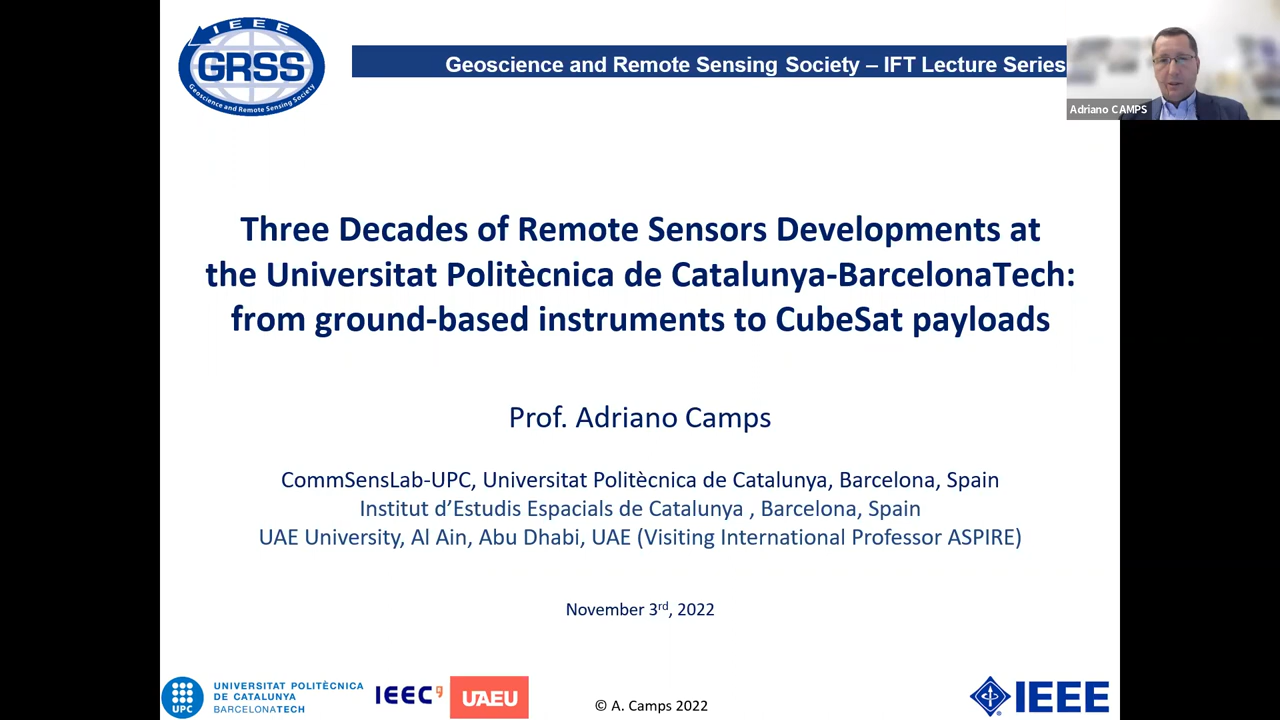 IEEE
GRSS
Geoscience and Remote Sensing Society
Geoscience and Remote Sensing Society – IFT Lecture Series
Adriano CAMPS
Three Decades of Remote Sensors Developments at
the Universitat Politècnica de Catalunya-BarcelonaTech:
from ground-based instruments to CubeSat payloads
Prof. Adriano Camps
CommSensLab-UPC, Universitat Politècnica de Catalunya, Barcelona, Spain
Institut d’Estudis Espacials de Catalunya , Barcelona, Spain
UAE University, Al Ain, Abu Dhabi, UAE (Visiting International Professor ASPIRE)
November 3rd, 2022
UPC
UNIVERSITAT POLITÈCNICA
DE CATALUNYA
BARCELONATECH
IEEC
UAEU
© A. Camps 2022
IEEE